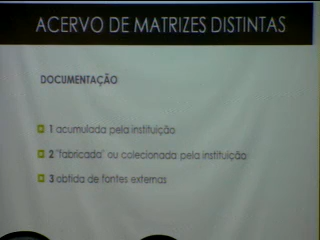 ACERVO DE MATRIZES DISTINTAS
DOCUMENTAÇÃO
1 acumulada pela instituição
2 "fabricada" ou colecionada pela instituição
3 obtida de fontes externas